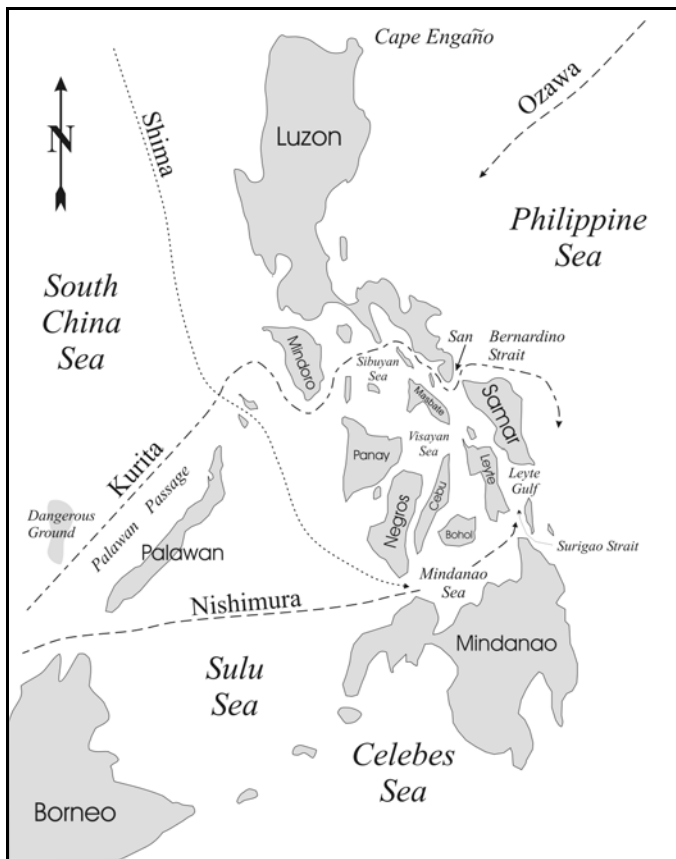 Cape Engaño
Ozawa
N
Shima
Luzon
Philippine
Sea
South
China
Sea
San
Bernardino
Strait
Mindoro
Sibuyan
Sea
Masbate
Samar
Kurita
Visayan
Sea
Panay
Leyte
Leyte
Gulf
Palawan Passage
Cebu
Negros
Dangerous
Ground
Bohol
Surigao Strait
Palawan
Mindanao
Sea
Nishimura
Mindanao
Sulu
Sea
Celebes
Sea
Borneo